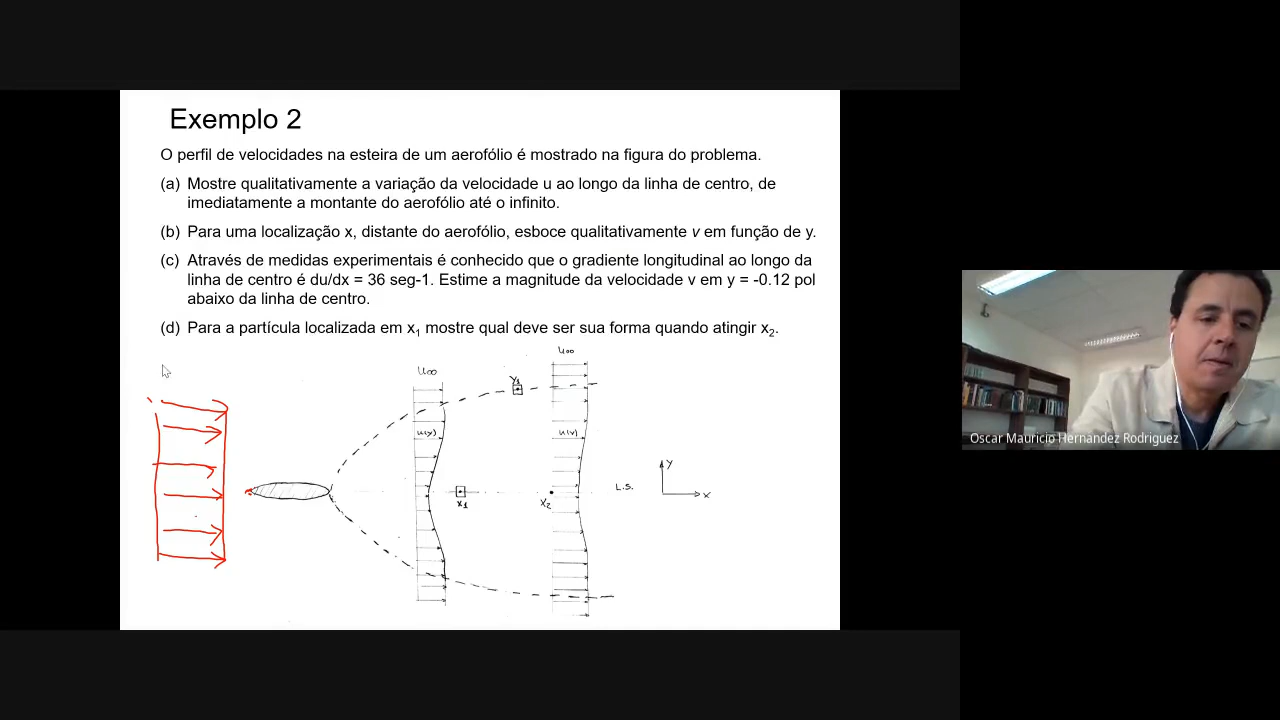 Exemplo 2
O perfil de velocidades na esteira de um aerofólio é mostrado na figura do problema.
(a) Mostre qualitativamente a variação da velocidade u ao longo da linha de centro, de
imediatamente a montante do aerofólio até o infinito.
(b) Para uma localização x, distante do aerofólio, esboce qualitativamente v em função de y.
(c) Através de medidas experimentais é conhecido que o gradiente longitudinal ao longo da
linha de centro é du/dx = 36 seg-1. Estime a magnitude da velocidade v em y = -0.12 pol
abaixo da linha de centro.
(d) Para a partícula localizada em x₁ mostre qual deve ser sua forma quando atingir x₂.
u∞
u∞
y₁
u(y)
u(y)
y
L.S.
x
x₁
x₂
Oscar Mauricio Hernandez Rodriguez